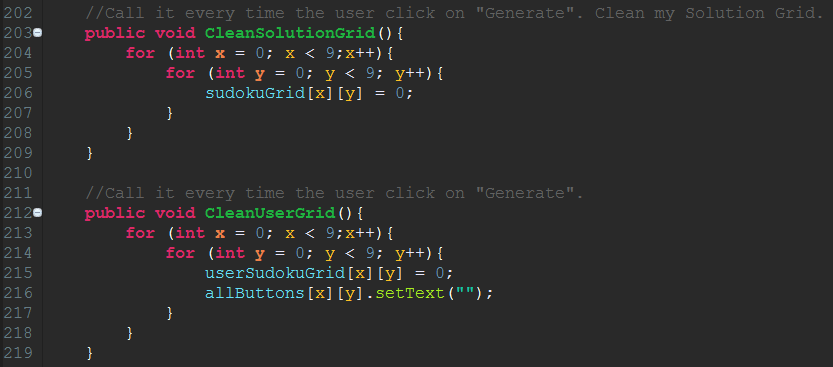 202     //Call it every time the user click on "Generate". Clean my Solution Grid.
203     public void CleanSolutionGrid(){
204         for (int x = 0; x < 9;x++){
205             for (int y = 0; y < 9; y++){
206                 sudokuGrid[x][y] = 0;
207             }
208         }
209     }
210
211     //Call it every time the user click on "Generate".
212     public void CleanUserGrid(){
213         for (int x = 0; x < 9;x++){
214             for (int y = 0; y < 9; y++){
215                 userSudokuGrid[x][y] = 0;
216                 allButtons[x][y].setText("");
217             }
218         }
219     }